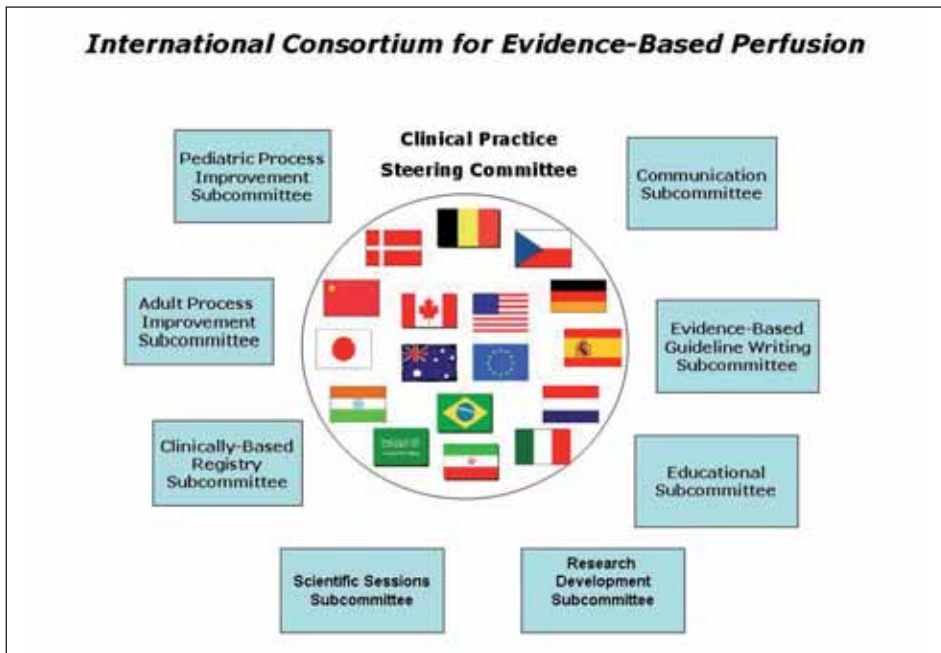 International Consortium for Evidence-Based Perfusion
Clinical Practice
Steering Committee
Pediatric Process
Improvement
Subcommittee
Communication
Subcommittee
Adult Process
Improvement
Subcommittee
Evidence-Based
Guideline Writing
Subcommittee
Clinically-Based
Registry
Subcommittee
Educational
Subcommittee
Scientific Sessions
Subcommittee
Research
Development
Subcommittee